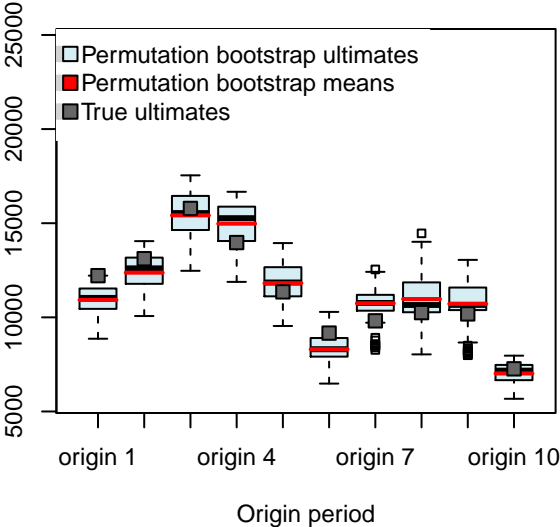 25000
20000
15000
10000
5000
Permutation bootstrap ultimates
Permutation bootstrap means
True ultimates
origin 1 origin 4 origin 7 origin 10
Origin period